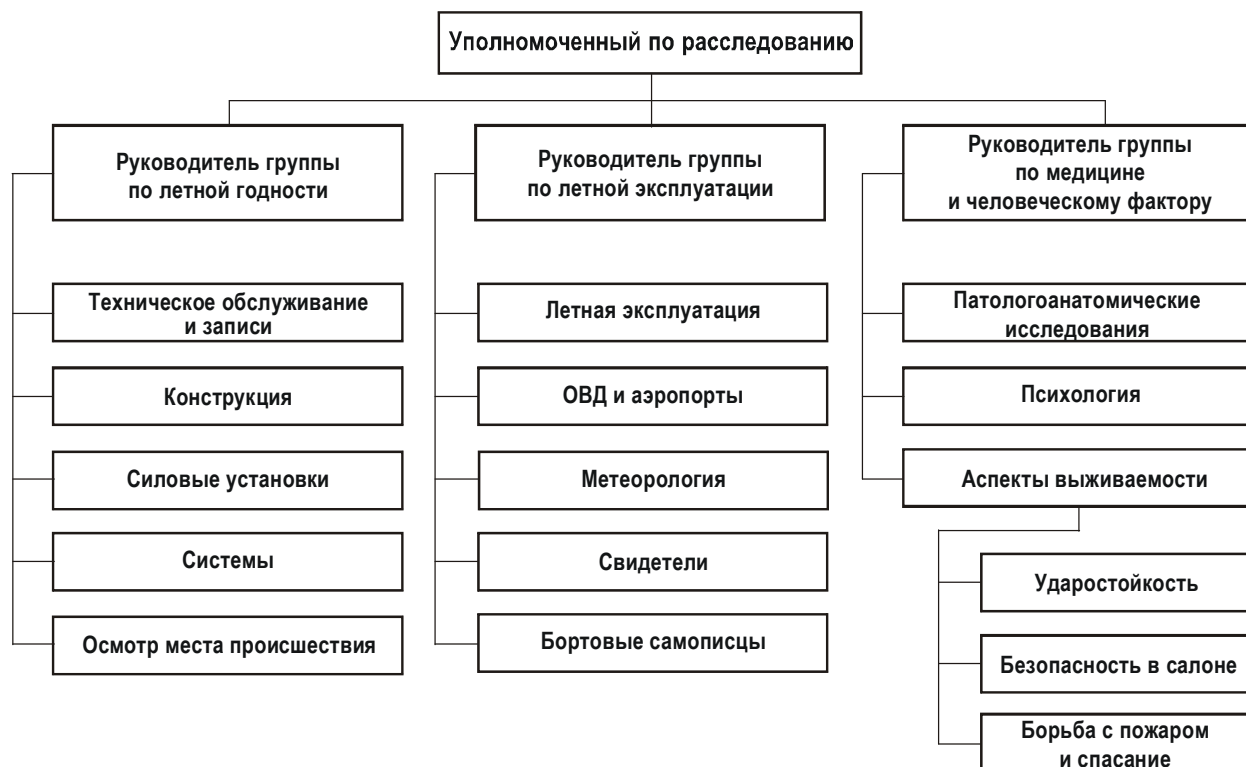 Уполномоченный по расследованию
Руководитель группы
по летной годности
Техническое обслуживание
и записи
Конструкция
Силовые установки
Системы
Осмотр места происшествия
Руководитель группы
по летной эксплуатации
Летная эксплуатация
ОВД и аэропорты
Метеорология
Свидетели
Бортовые самописцы
Руководитель группы
по медицине
и человеческому фактору
Патологоанатомические
исследования
Психология
Аспекты выживаемости
Ударостойкость
Безопасность в салоне
Борьба с пожаром
и спасание